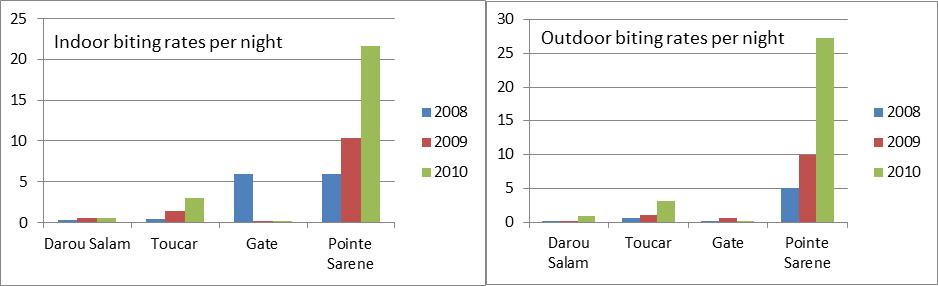 Indoor biting rates per night
25
20
15
10
5
0
Darou Salam
Toucar
Gate
Pointe
Sarene
2008
2009
2010
Outdoor biting rates per night
30
25
20
15
10
5
0
Darou
Salam
Toucar
Gate
Pointe
Sarene
2008
2009
2010